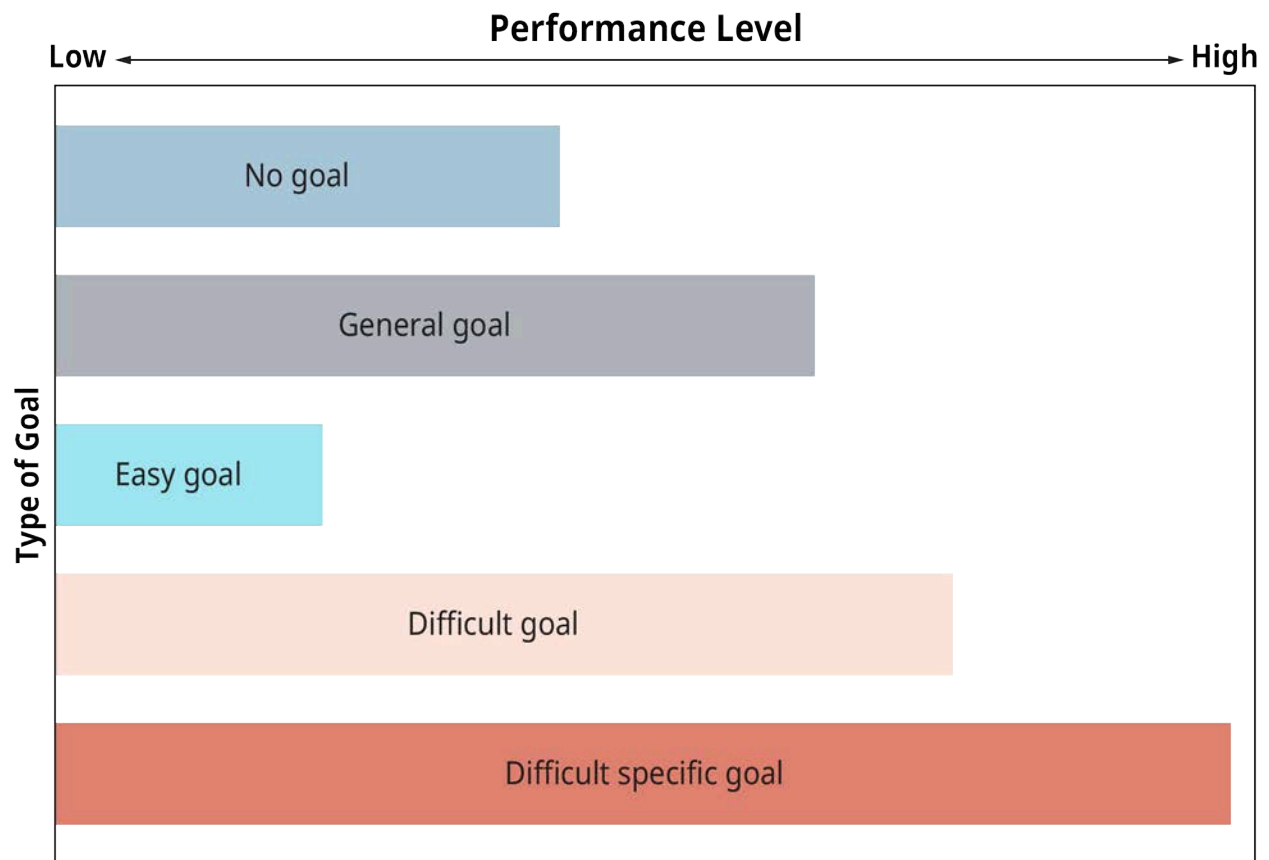 Performance Level
Low High
No goal
General goal
Type of Goal
Easy goal
Difficult goal
Difficult specific goal